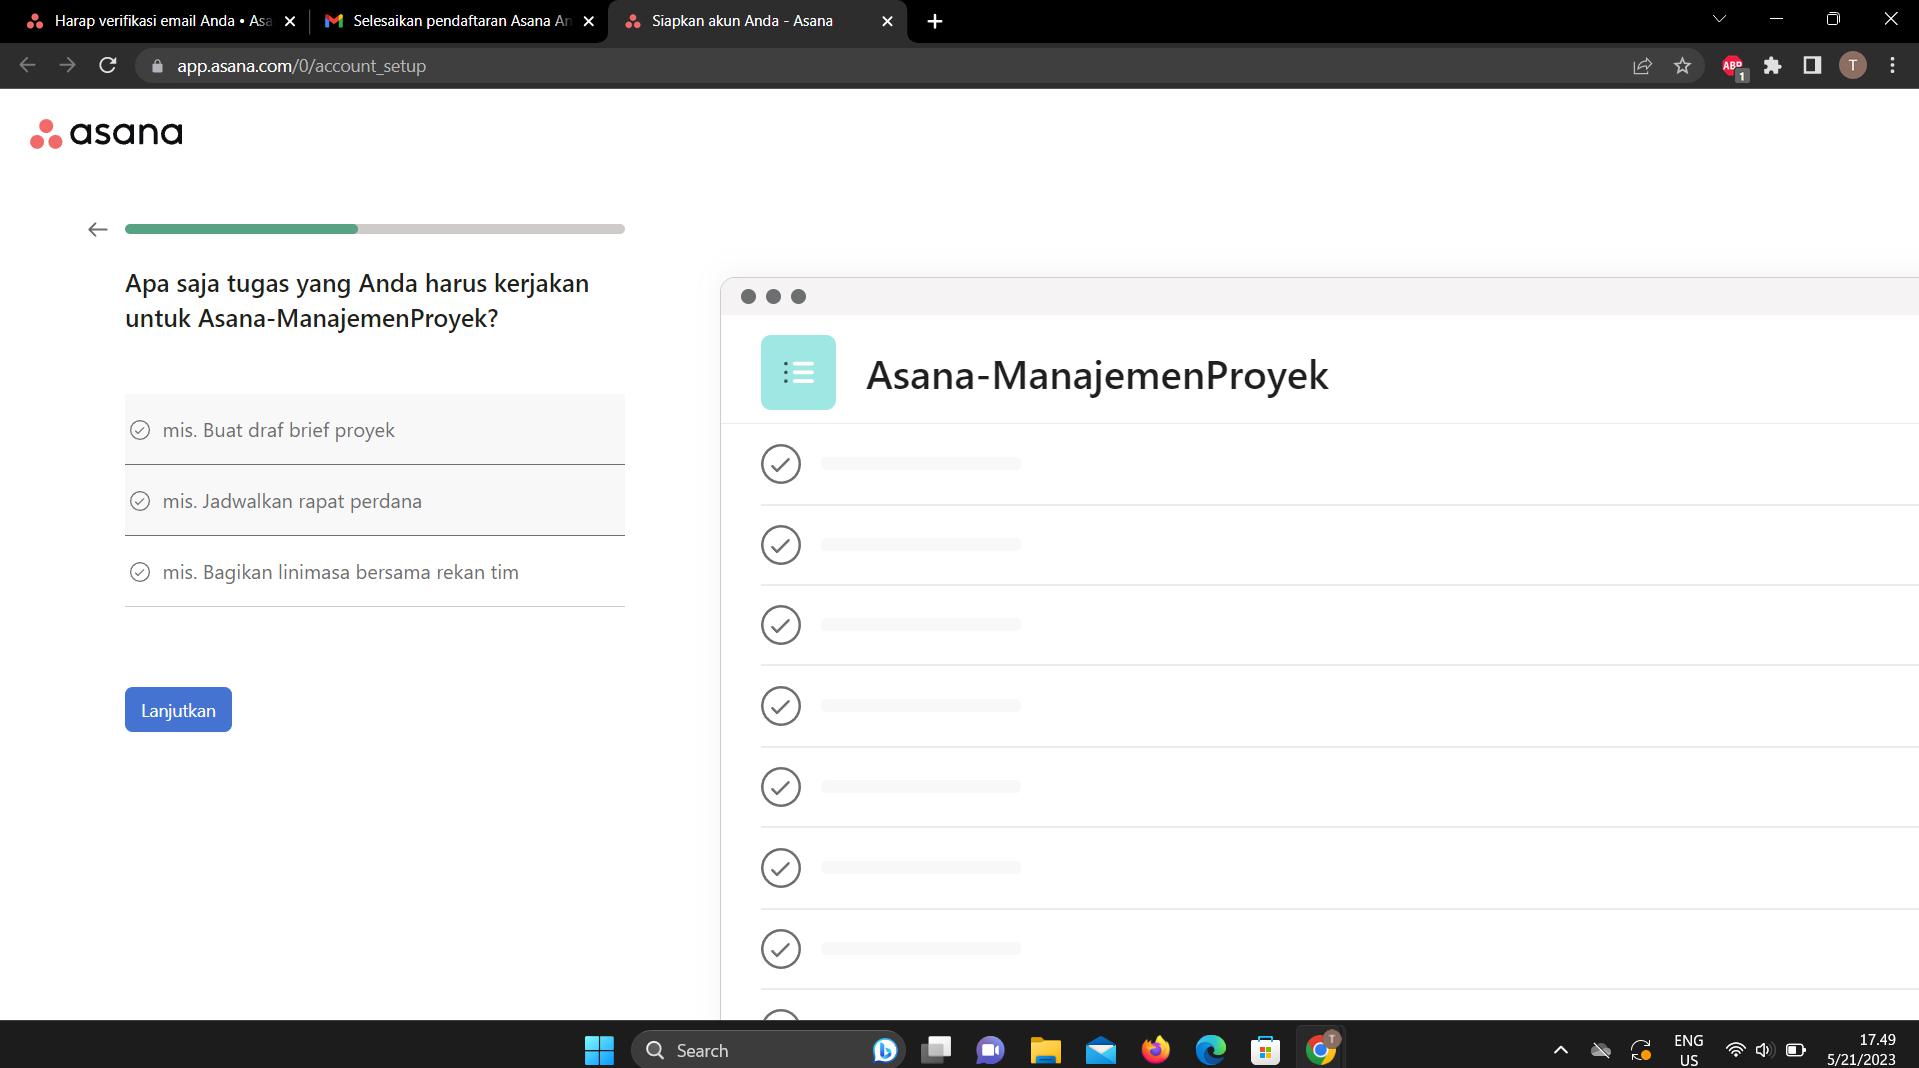 Harap verifikasi email Anda • Asa
Selesaikan pendaftaran Asana An
Siapkan akun Anda - Asana
app.asana.com/0/account_setup
ABP
1
T
asana
Apa saja tugas yang Anda harus kerjakan
untuk Asana-ManajemenProyek?
mis. Buat draf brief proyek
mis. Jadwalkan rapat perdana
mis. Bagikan linimasa bersama rekan tim
Lanjutkan
Asana-ManajemenProyek
Search
T
ENG
US
17.49
5/21/2023